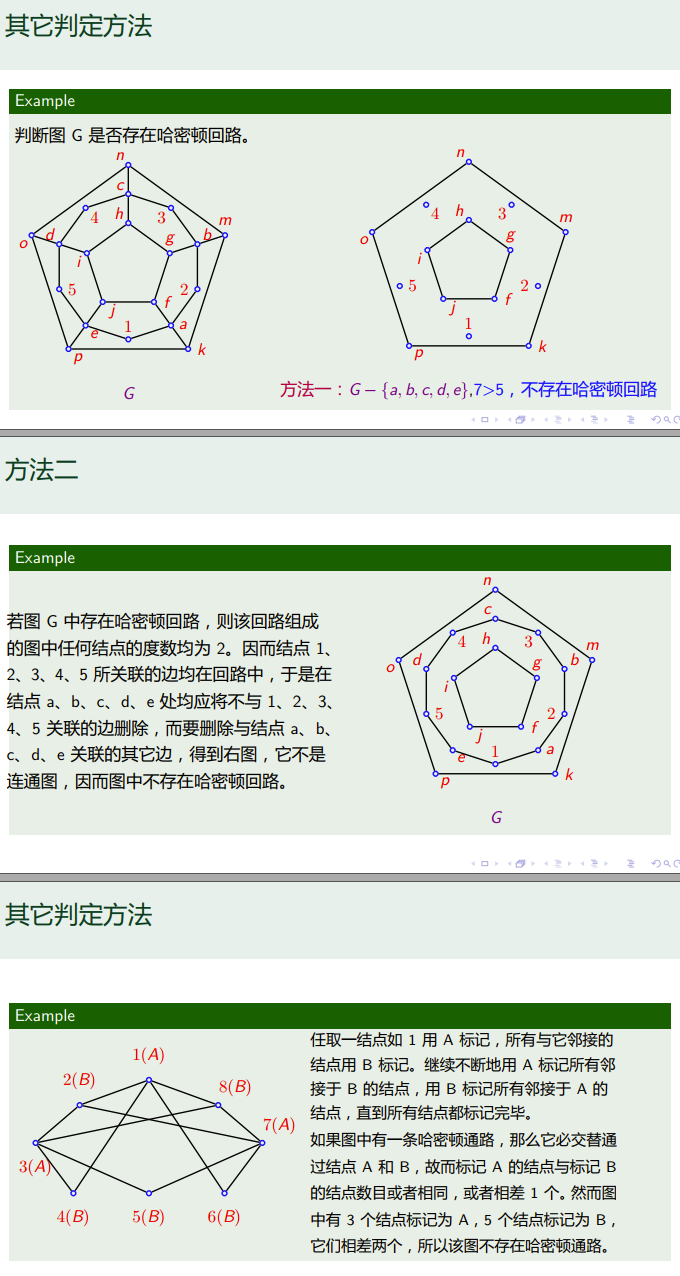 其它判定方法
Example
判断图 G 是否存在哈密顿回路。
n
c
4 h 3
m
o d g b
i
5 2
j f
1
e a
p k
G
n
4 h 3
m
o g
i
5 2
j f
1
p k
方法一：G − {a, b, c, d, e},7>5，不存在哈密顿回路
方法二
Example
若图 G 中存在哈密顿回路，则该回路组成
的图中任何结点的度数均为 2。因而结点 1、
2、3、4、5 所关联的边均在回路中，于是在
结点 a、b、c、d、e 处均应将不与 1、2、3、
4、5 关联的边删除，而要删除与结点 a、b、
c、d、e 关联的其它边，得到右图，它不是
连通图，因而图中不存在哈密顿回路。
n
c
4 h 3
m
o d g b
i
5 2
j f
1
e a
p k
G
其它判定方法
Example
1(A)
2(B)
8(B)
7(A)
3(A)
4(B) 5(B) 6(B)
任取一结点如 1 用 A 标记，所有与它邻接的
结点用 B 标记。继续不断地用 A 标记所有邻
接于 B 的结点，用 B 标记所有邻接于 A 的
结点，直到所有结点都标记完毕。
如果图中有一条哈密顿通路，那么它必交替通
过结点 A 和 B，故而标记 A 的结点与标记 B
的结点数目或者相同，或者相差 1 个。然而图
中有 3 个结点标记为 A，5 个结点标记为 B，
它们相差两个，所以该图不存在哈密顿通路。